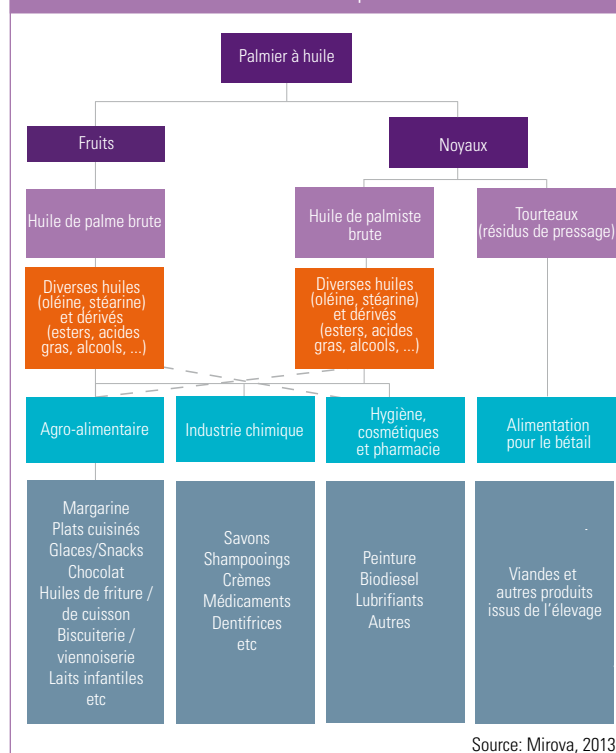 Palmier à huile
Fruits
Noyaux
Huile de palme brute
Huile de palmiste
brute
Tourteaux
(résidus de pressage)
Diverses huiles
(oléine, stéarine)
et dérivés
(esters, acides
gras, alcools, ...)
Diverses huiles
(oléine, stéarine)
et dérivés
(esters, acides
gras, alcools, ...)
Agro-alimentaire
Industrie chimique
Hygiène,
cosmétiques
et pharmacie
Alimentation
pour le bétail
Margarine
Plats cuisinés
Glaces/Snacks
Chocolat
Huiles de friture /
de cuisson
Biscuiterie /
viennoiserie
Laits infantiles
etc
Savons
Shampooings
Crèmes
Médicaments
Dentifrices
etc
Peinture
Biodiesel
Lubrifiants
Autres
Viandes et
autres produits
issus de l'élevage
Source: Mirova, 2013